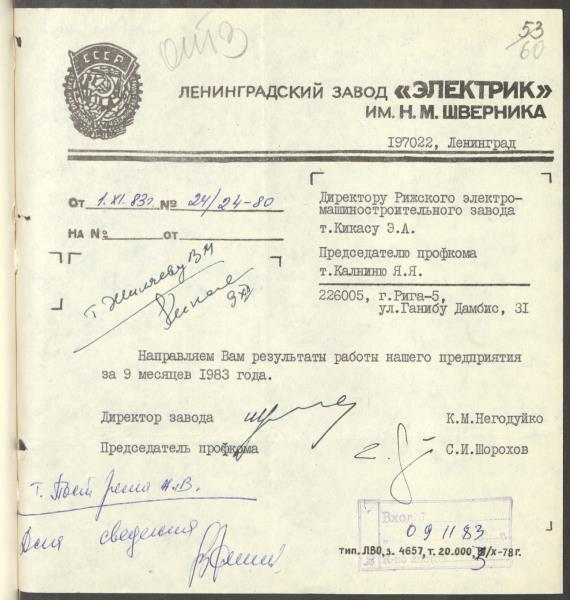 53
60
ОТЗ
СССР
ЛЕНИНГРАДСКИЙ ЗАВОД «ЭЛЕКТРИК»
ИМ. Н. М. ШВЕРНИКА
197022, Ленинград
ОТ 1.XI.83г. № 24/24-80
НА № ОТ
Директору Рижского электро-
машиностроительного завода
т.Кикасу Э.А.
Председателю профкома
т.Калниню Я.Я.
226005, г.Рига-5,
ул.Ганибу Дамбис, 31
т. Жиляеву В М
Направляем Вам результаты работы нашего предприятия
за 9 месяцев 1983 года.
Директор завода К.М.Негодуйко
Председатель профкома С.И.Шорохов
т.
Для сведения
Вход.
09 11 83
тип. ЛВО, з. 4657, т. 20.000, /X-78 г.